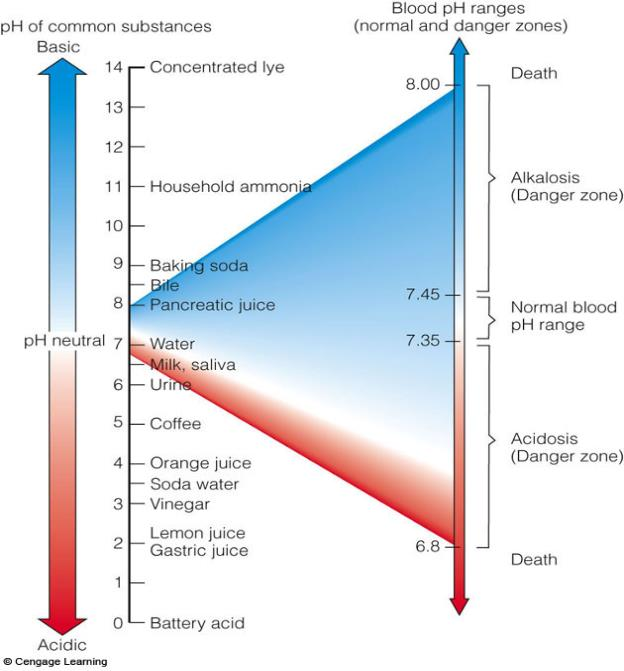 pH of common substances
Basic
14 Concentrated lye
13
12
11 Household ammonia
10
9 Baking soda
Bile
8 Pancreatic juice
pH neutral 7 Water
Milk, saliva
6 Urine
5 Coffee
4 Orange juice
Soda water
3 Vinegar
Lemon juice
2 Gastric juice
1
0 Battery acid
Acidic
Blood pH ranges
(normal and danger zones)
Death
8.00
Alkalosis
(Danger zone)
7.45
Normal blood
pH range
7.35
Acidosis
(Danger zone)
6.8
Death
© Cengage Learning